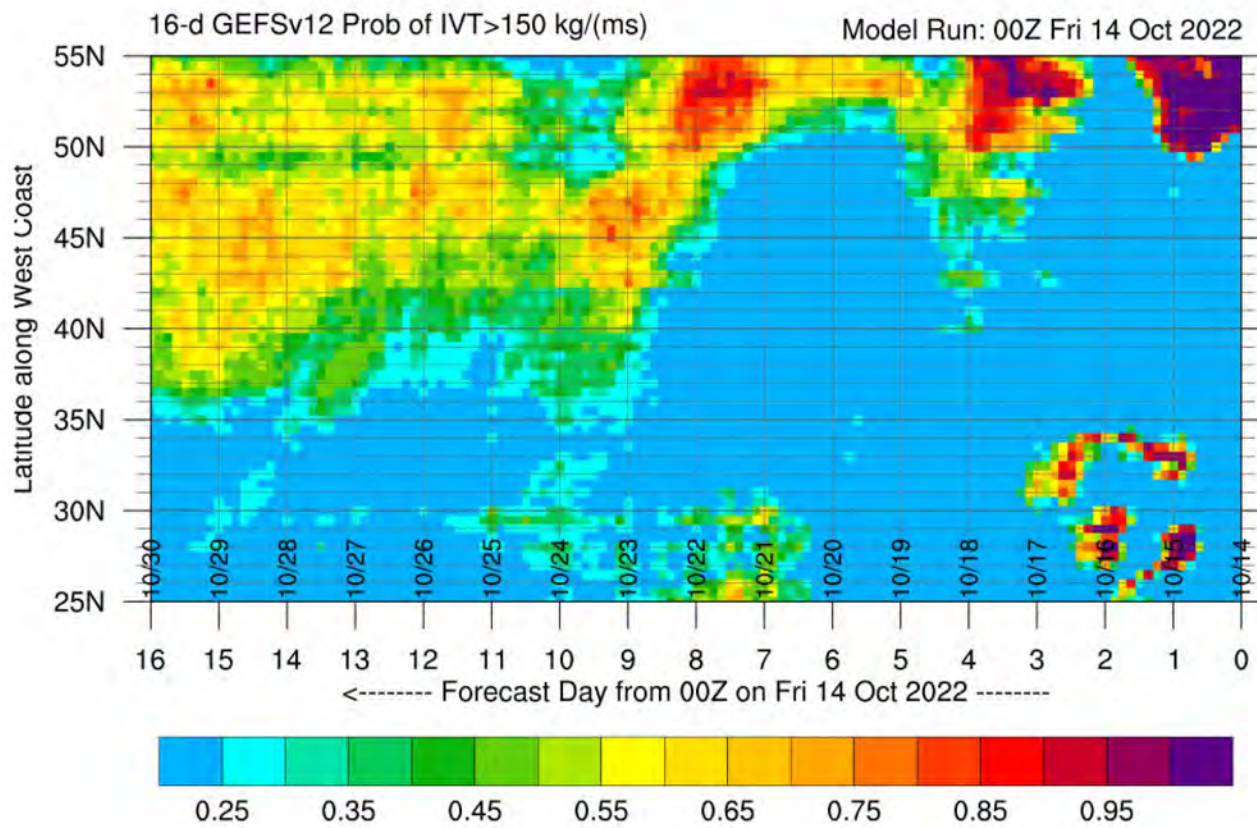 16-d GEFSv12 Prob of IVT>150 kg/(ms)
Model Run: 00Z Fri 14 Oct 2022
Latitude along West Coast
55N
50N
45N
40N
35N
30N
25N
10/30 10/29 10/28 10/27 10/26 10/25 10/24 10/23 10/22 10/21 10/20 10/19 10/18 10/17 10/16 10/15 10/14
16 15 14 13 12 11 10 9 8 7 6 5 4 3 2 1 0
<-------- Forecast Day from 00Z on Fri 14 Oct 2022 --------
0.25 0.35 0.45 0.55 0.65 0.75 0.85 0.95